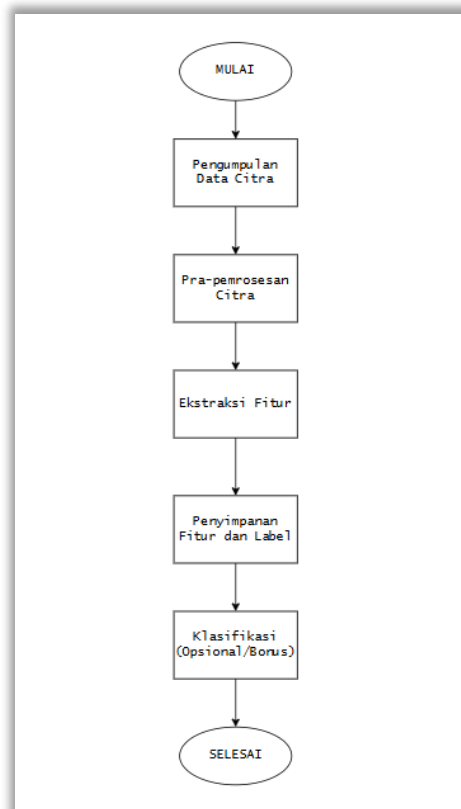 MULAI
Pengumpulan
Data Citra
Pra-pemrosesan
Citra
Ekstraksi Fitur
Penyimpanan
Fitur dan Label
Klasifikasi
(Opsional/Bonus)
SELESAI